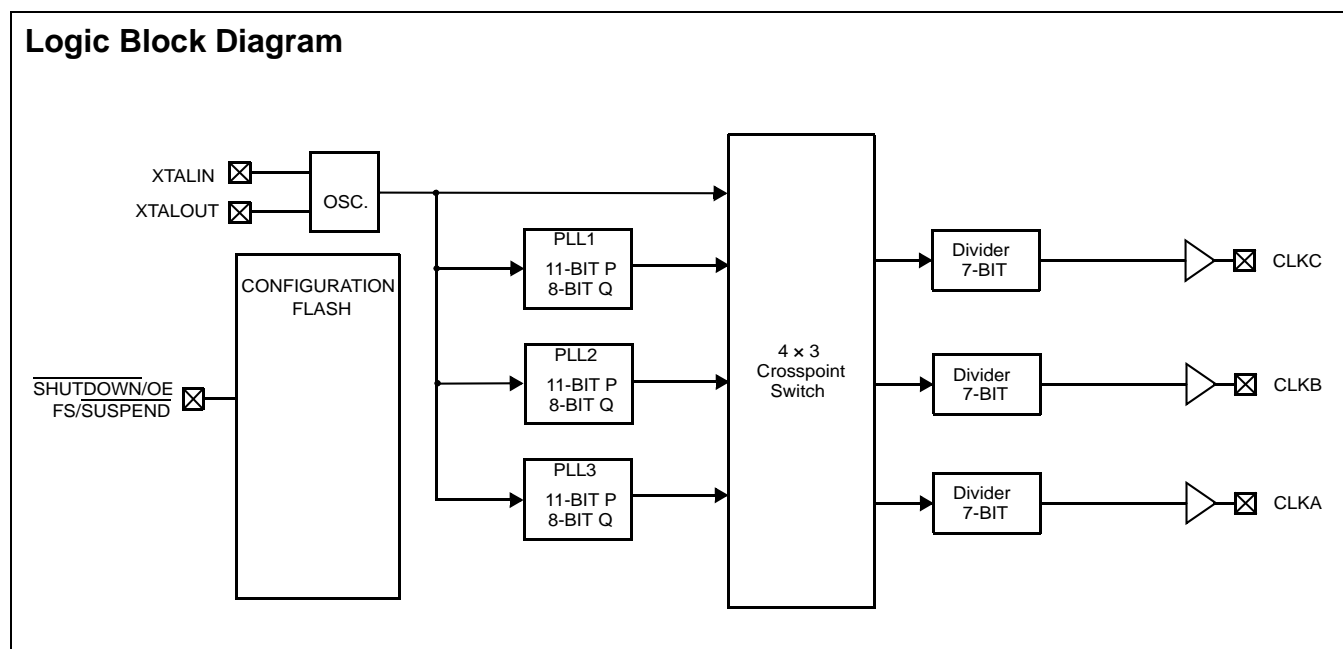 Logic Block Diagram
XTALIN
XTALOUT
OSC.
CONFIGURATION
FLASH
SHUTDOWN/OE
FS/SUSPEND
PLL1
11-BIT P
8-BIT Q
PLL2
11-BIT P
8-BIT Q
PLL3
11-BIT P
8-BIT Q
4 × 3
Crosspoint
Switch
Divider
7-BIT
CLKC
Divider
7-BIT
CLKB
Divider
7-BIT
CLKA